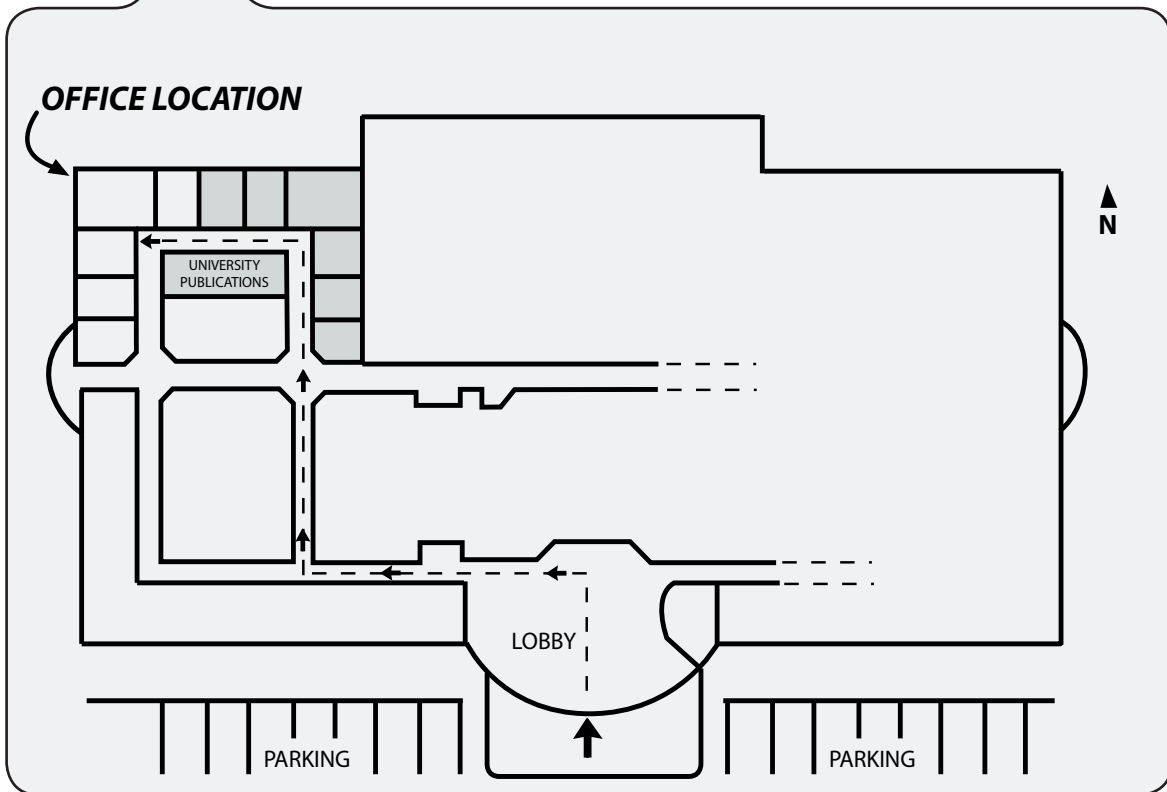 OFFICE LOCATION
N
UNIVERSITY
PUBLICATIONS
LOBBY
PARKING
PARKING